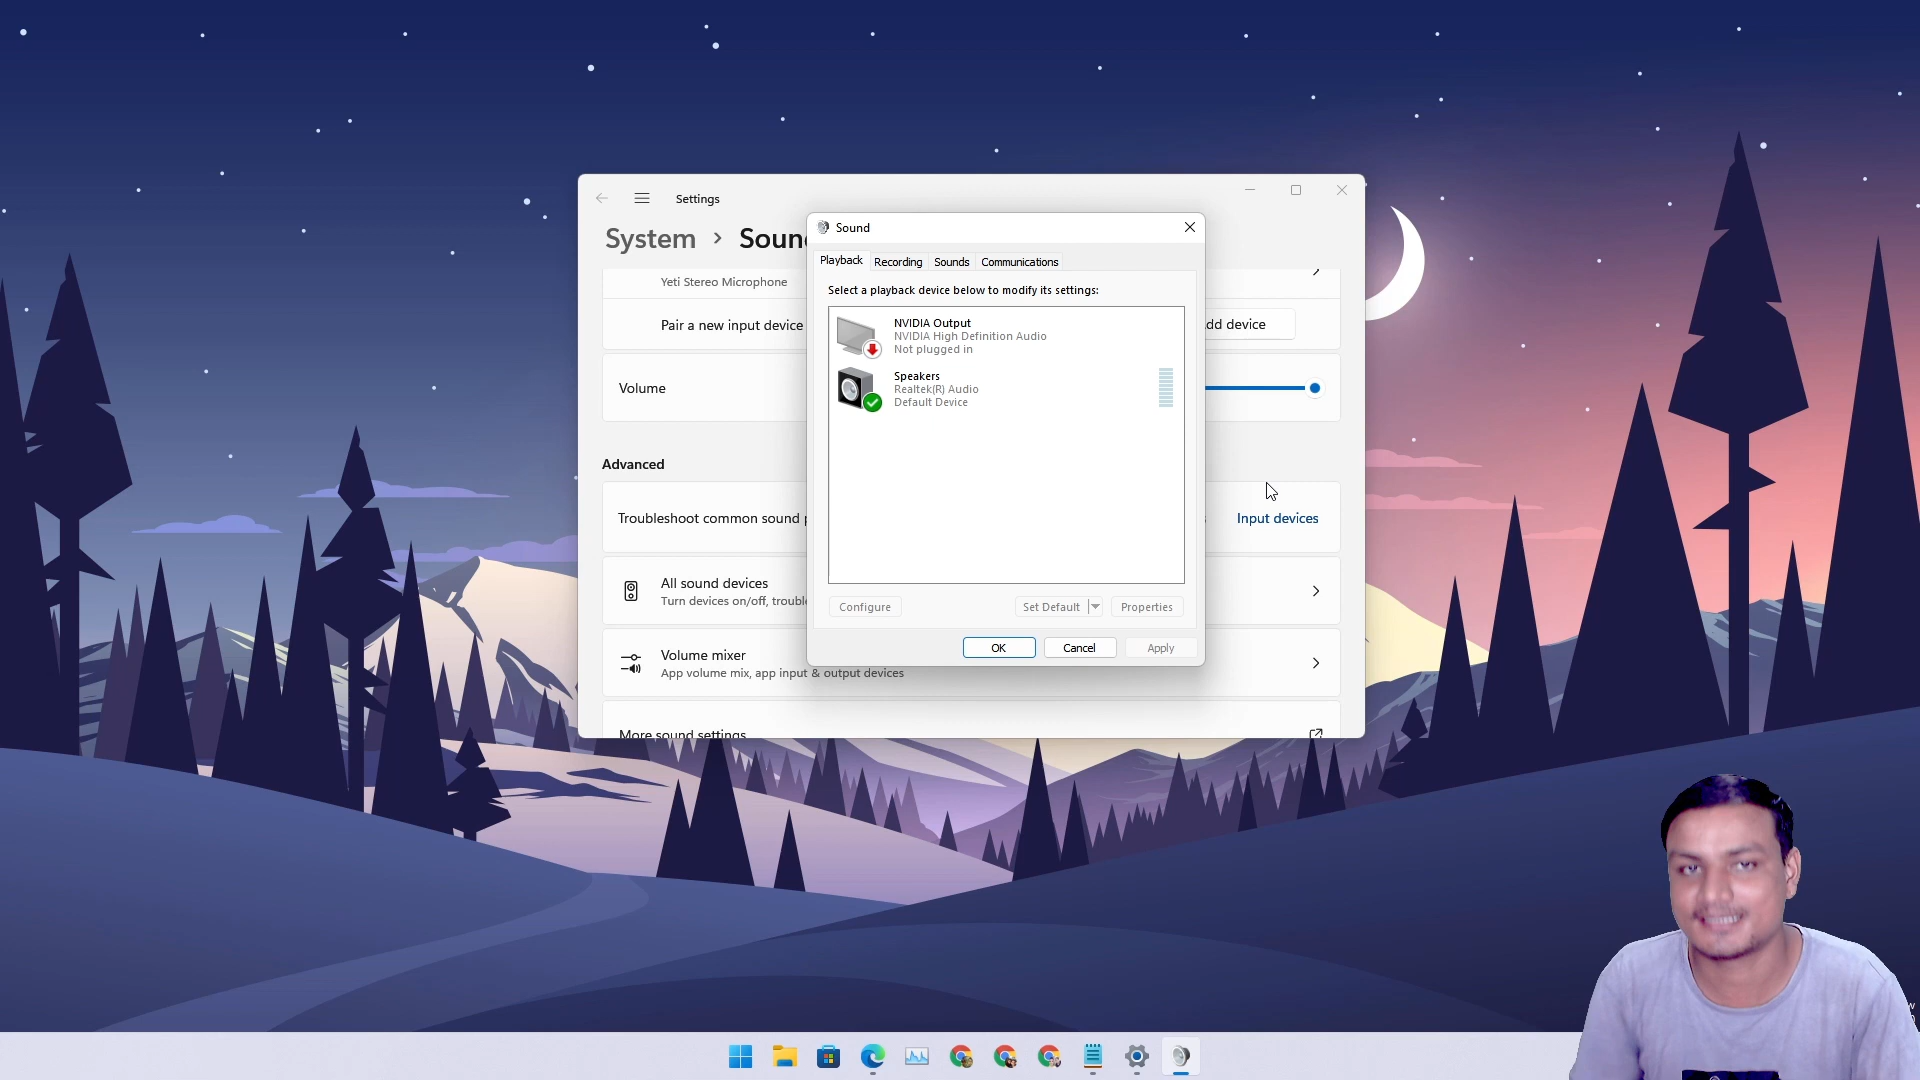 Settings
System > Soun
Yeti Stereo Microphone
Pair a new input device
dd device
Volume
Advanced
Troubleshoot common sound p
s
Input devices
All sound devices
Turn devices on/off, trouble
Volume mixer
App volume mix, app input & output devices
More sound settings
Sound
Playback
Recording
Sounds
Communications
Select a playback device below to modify its settings:
NVIDIA Output
NVIDIA High Definition Audio
Not plugged in
Speakers
Realtek(R) Audio
Default Device
Configure
Set Default
Properties
OK
Cancel
Apply